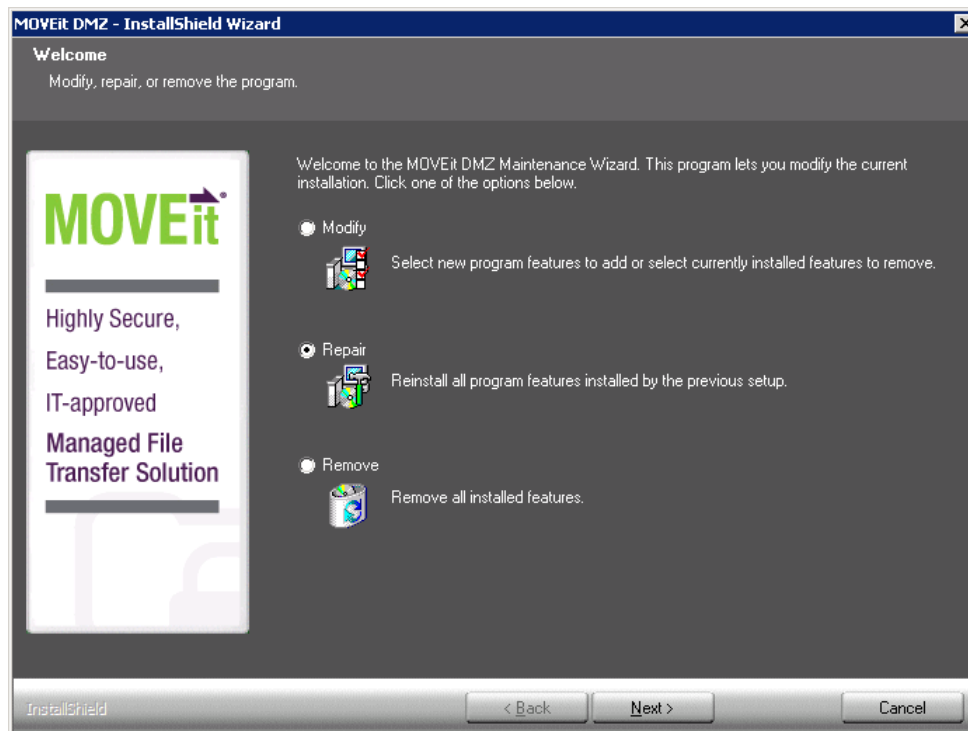 MOVEit DMZ - InstallShield Wizard
Welcome
Modify, repair, or remove the program.
MOVEit
Highly Secure,
Easy-to-use,
IT-approved
Managed File
Transfer Solution
Welcome to the MOVEit DMZ Maintenance Wizard. This program lets you modify the current
installation. Click one of the options below.
Modify
Select new program features to add or select currently installed features to remove.
Repair
Reinstall all program features installed by the previous setup.
Remove
Remove all installed features.
InstallShield
< Back
Next >
Cancel